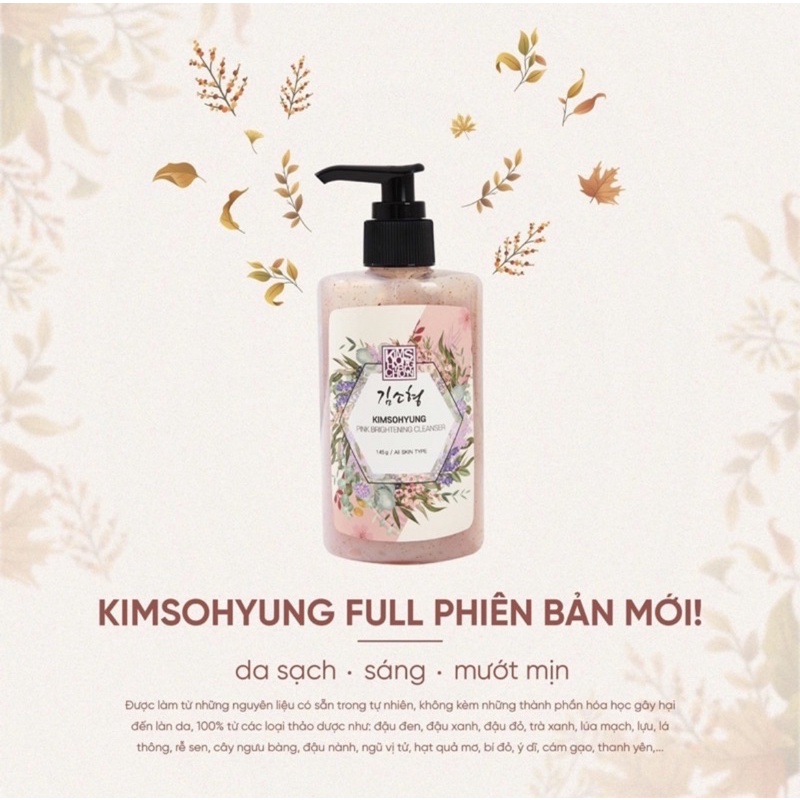 KIMS
김소형
KIMSOHYUNG
PINK BRIGHTENING CLEANSER
145g / All SKIN TYPE
KIMSOHYUNG FULL PHIÊN BẢN MỚI!
da sạch · sáng · mướt mịn
Được làm từ những nguyên liệu có sẵn trong tự nhiên, không kèm những thành phần hóa học gây hại
đến làn da, 100% từ các loại thảo dược như: đậu đen, đậu xanh, đậu đỏ, trà xanh, lúa mạch, lựu, lá
thông, rễ sen, cây ngưu bàng, đậu nành, ngũ vị tử, hạt quả mơ, bí đỏ, ý dĩ, cám gạo, thanh yên,...